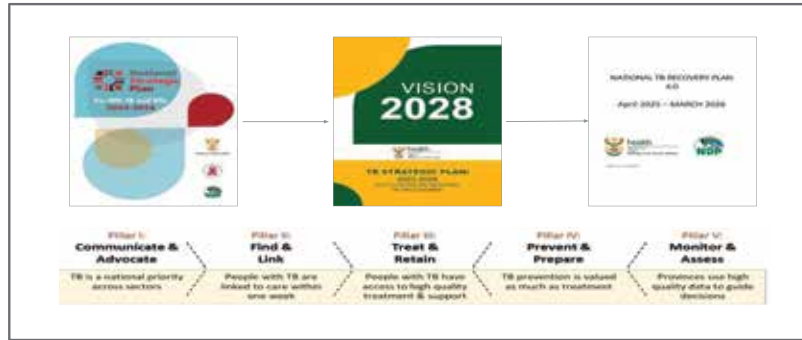 National
Strategic
Plan
For HIV, TB and STIs
2023-2028
VISION
2028
health
TB STRATEGIC PLAN:
2023-2028
NATIONAL TB RECOVERY PLAN
4.0
April 2025 – MARCH 2026
health
NDP
Pillar I:
Communicate &
Advocate
TB is a national priority
across sectors
Pillar II:
Find &
Link
People with TB are
linked to care within
one week
Pillar III:
Treat &
Retain
People with TB have
access to high quality
treatment & support
Pillar IV:
Prevent &
Prepare
TB prevention is valued
as much as treatment
Pillar V:
Monitor &
Assess
Provinces use high
quality data to guide
decisions